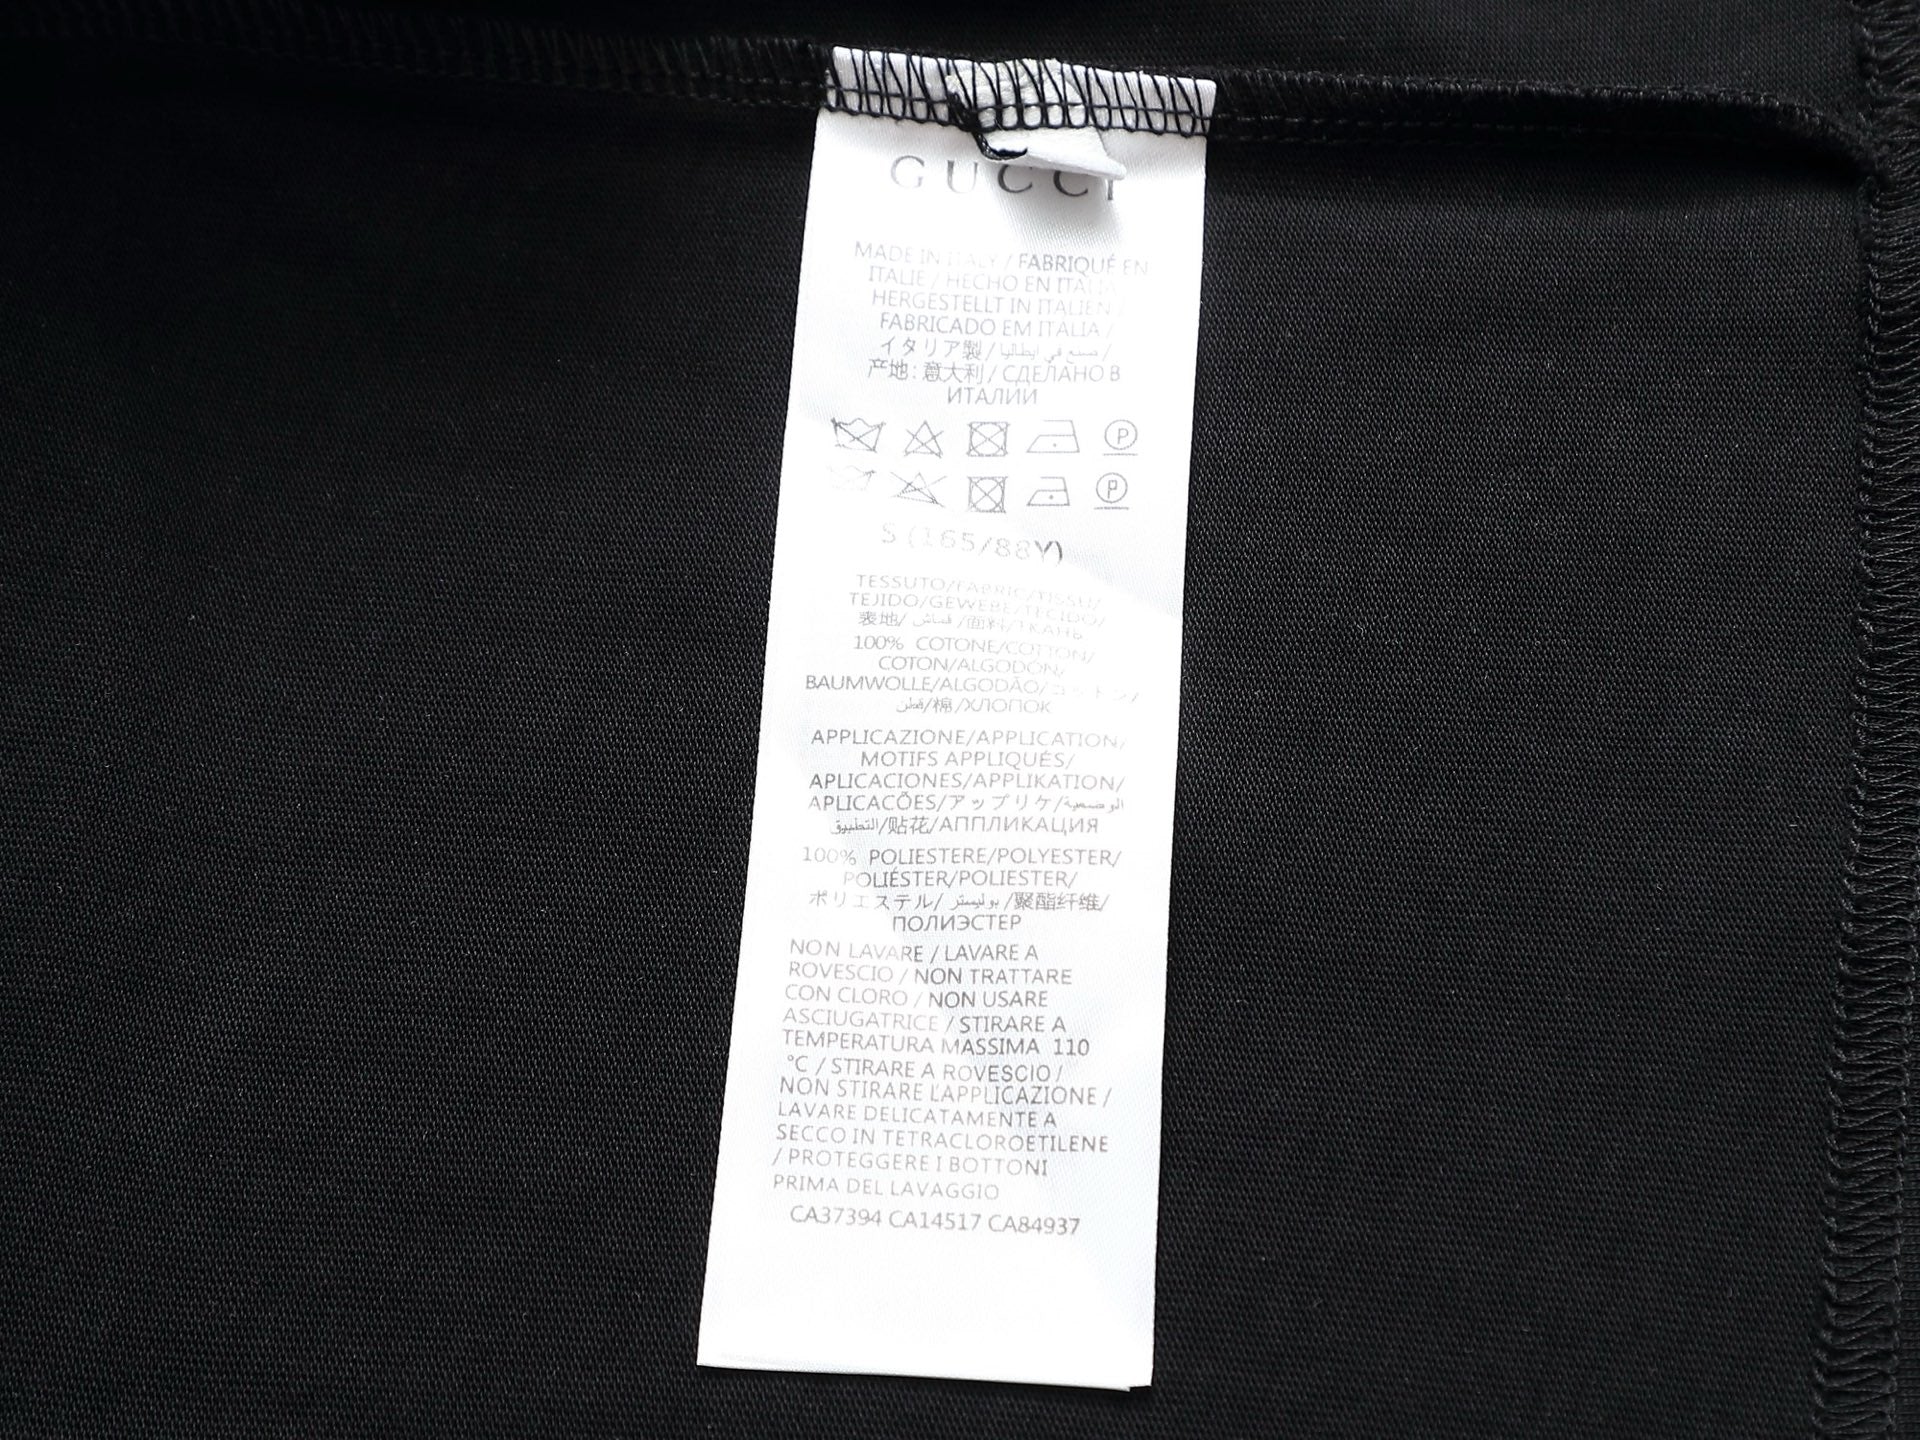 GUCCI
MADE IN ITALY / FABRIQUÉ EN
ITALIE / HECHO EN ITALIA
HERGESTELLT IN ITALIEN /
FABRICADO EM ITALIA /
イタリア製 / صنع في ايطاليا /
产地: 意大利 / СДЕЛАНО В
ИТАЛИИ
P
P
S (165/88Y)
TESSUTO/FABRIC/TISSU/
TEJIDO/GEWEBE/TECIDO/
表地/ قماش /面料/ТКАНЬ
100% COTONE/COTTON/
COTON/ALGODÓN/
BAUMWOLLE/ALGODÃO/コットン/
قطن/棉/ХЛОПОК
APPLICAZIONE/APPLICATION/
MOTIFS APPLIQUÉS/
APLICACIONES/APPLIKATION/
APLICACÕES/アップリケ/
التطبيق/贴花/АППЛИКАЦИЯ
100% POLIESTERE/POLYESTER/
POLIÉSTER/POLIESTER/
ポリエステル/ بوليستر /聚酯纤维/
ПОЛИЭСТЕР
NON LAVARE / LAVARE A
ROVESCIO / NON TRATTARE
CON CLORO / NON USARE
ASCIUGATRICE / STIRARE A
TEMPERATURA MASSIMA 110
°C / STIRARE A ROVESCIO /
NON STIRARE L'APPLICAZIONE /
LAVARE DELICATAMENTE A
SECCO IN TETRACLOROETILENE
/ PROTEGGERE I BOTTONI
PRIMA DEL LAVAGGIO
CA37394 CA14517 CA84937